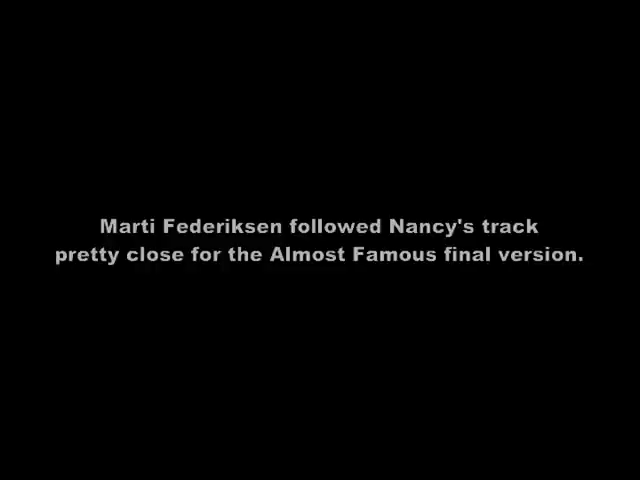 Marti Federiksen followed Nancy's track
pretty close for the Almost Famous final version.